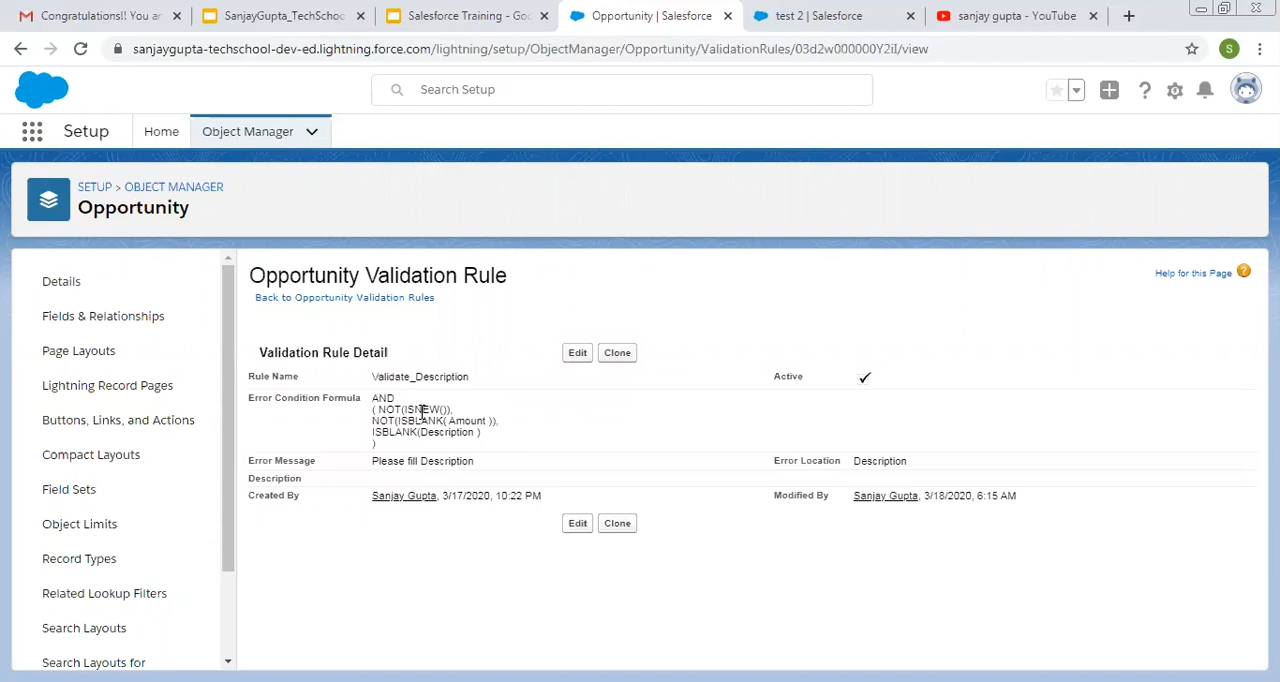 Congratulations!! You ar
SanjayGupta_TechSchoo
Salesforce Training - Goo
Opportunity | Salesforce
test 2 | Salesforce
sanjay gupta - YouTube
sanjaygupta-techschool-dev-ed.lightning.force.com/lightning/setup/ObjectManager/Opportunity/ValidationRules/03d2w000000Y2iI/view
S
Search Setup
Setup
Home
Object Manager
SETUP > OBJECT MANAGER
Opportunity
Details
Fields & Relationships
Page Layouts
Lightning Record Pages
Buttons, Links, and Actions
Compact Layouts
Field Sets
Object Limits
Record Types
Related Lookup Filters
Search Layouts
Search Layouts for
Opportunity Validation Rule
Help for this Page
Back to Opportunity Validation Rules
Validation Rule Detail
Edit Clone
Rule Name Validate_Description Active
Error Condition Formula AND
( NOT(ISNEW()),
NOT(ISBLANK( Amount )),
ISBLANK(Description )
)
Error Message Please fill Description Error Location Description
Description
Created By Sanjay Gupta, 3/17/2020, 10:22 PM Modified By Sanjay Gupta, 3/18/2020, 6:15 AM
Edit Clone